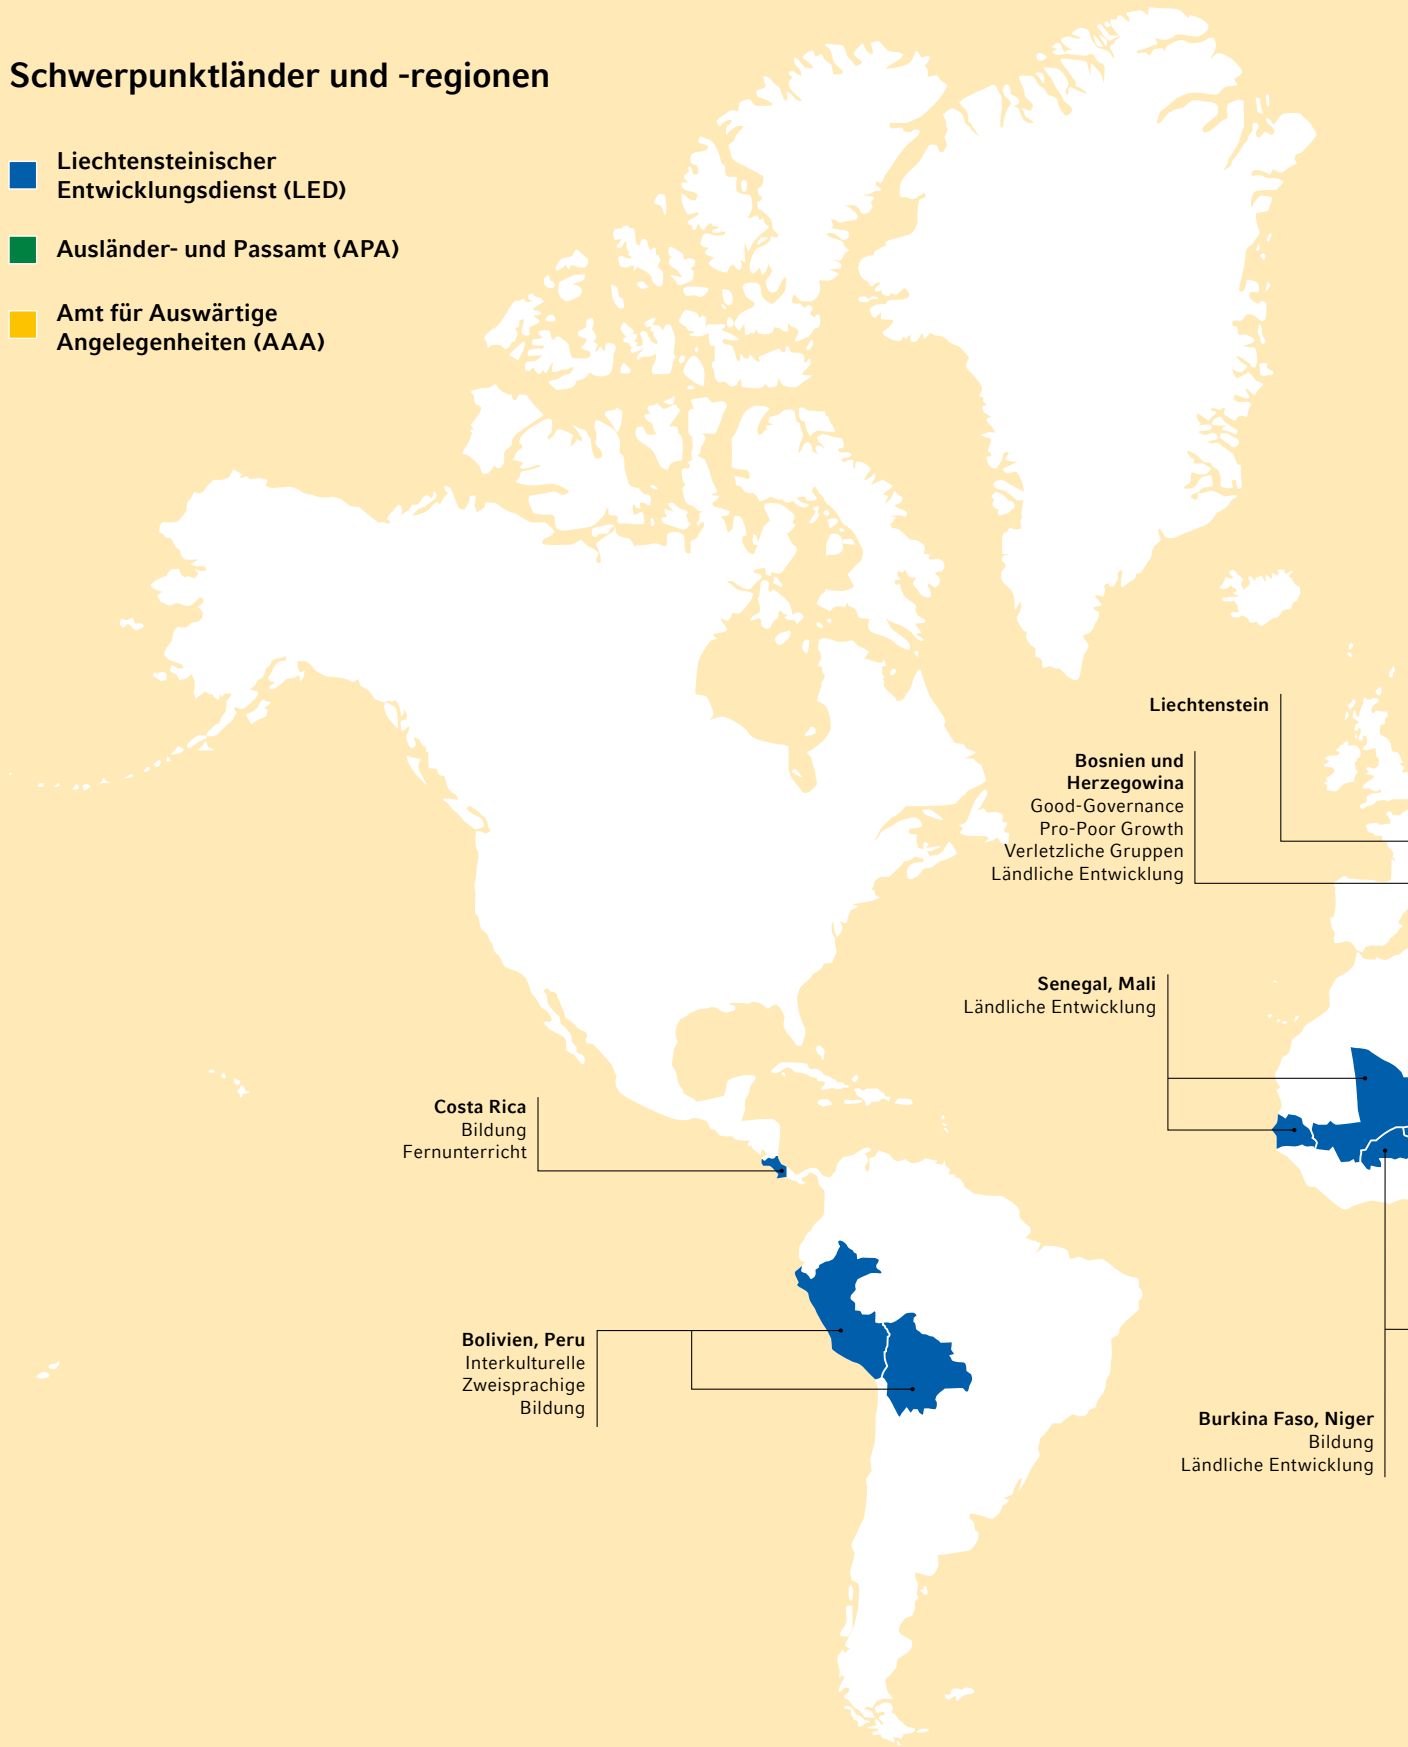 Schwerpunktländer und -regionen
Liechtensteinischer
Entwicklungsdienst (LED)
Ausländer- und Passamt (APA)
Amt für Auswärtige
Angelegenheiten (AAA)
Liechtenstein
Bosnien und
Herzegowina
Good-Governance
Pro-Poor Growth
Verletzliche Gruppen
Ländliche Entwicklung
Senegal, Mali
Ländliche Entwicklung
Costa Rica
Bildung
Fernunterricht
Bolivien, Peru
Interkulturelle
Zweisprachige
Bildung
Burkina Faso, Niger
Bildung
Ländliche Entwicklung